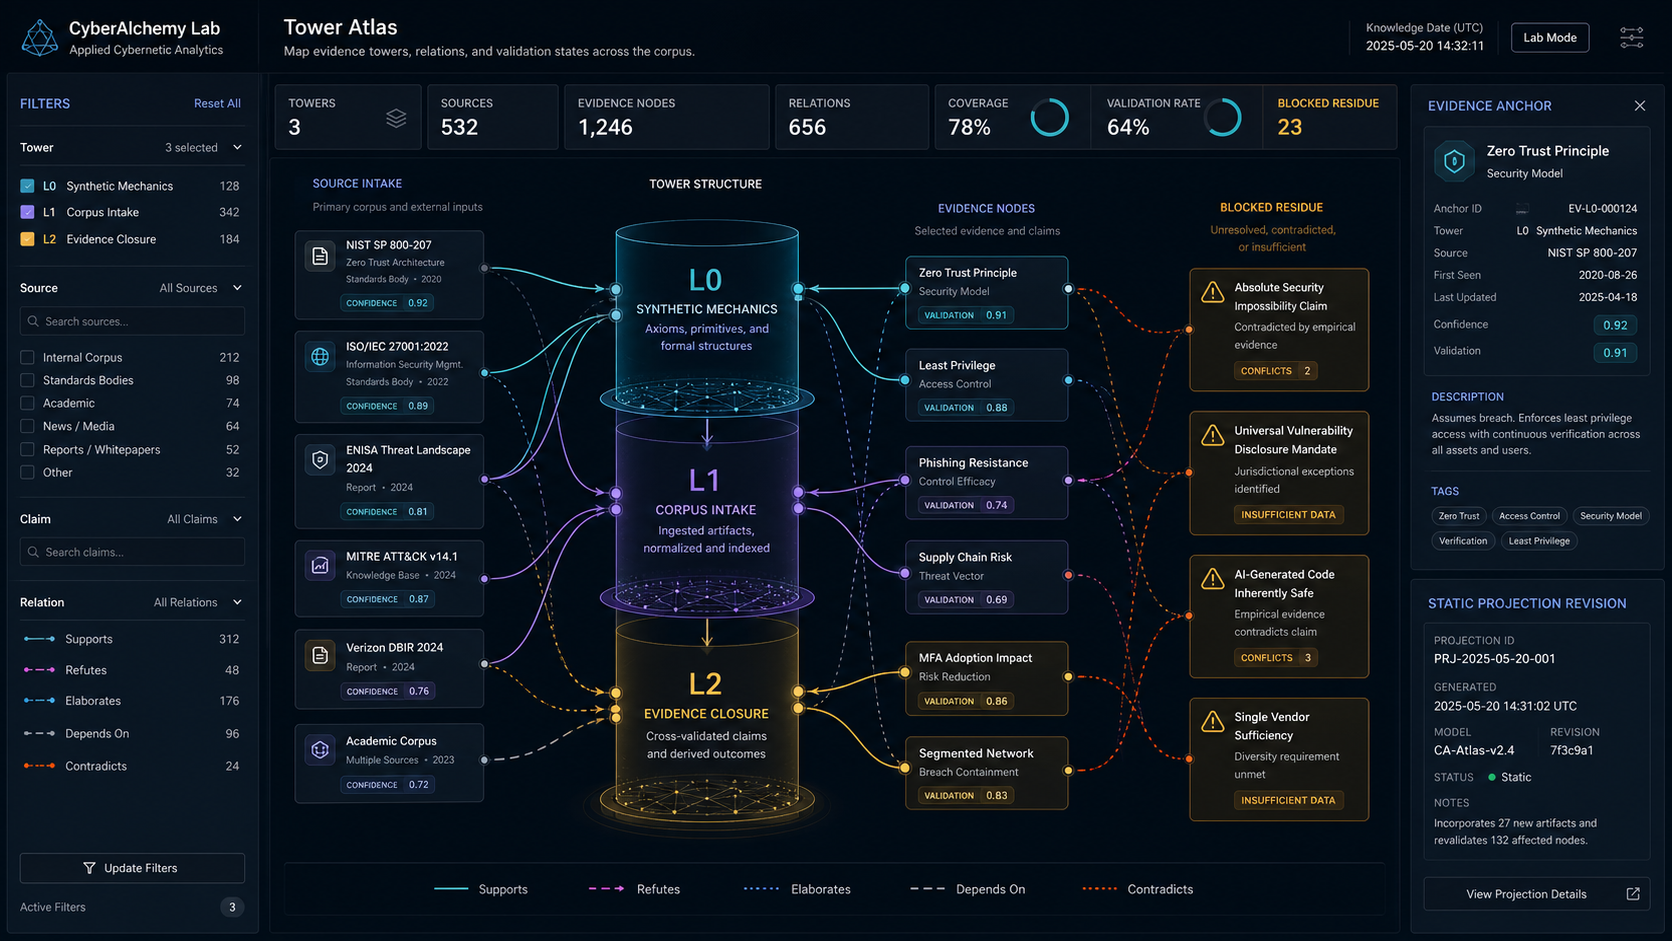 CyberAlchemy Lab
Applied Cybernetic Analytics
Tower Atlas
Map evidence towers, relations, and validation states across the corpus.
Knowledge Date (UTC)
2025-05-20 14:32:11
Lab Mode
FILTERS
Reset All
Tower
3 selected
L0 Synthetic Mechanics 128
L1 Corpus Intake 342
L2 Evidence Closure 184
Source
All Sources
Search sources...
Internal Corpus 212
Standards Bodies 98
Academic 74
News / Media 64
Reports / Whitepapers 52
Other 32
Claim
All Claims
Search claims...
Relation
All Relations
Supports 312
Refutes 48
Elaborates 176
Depends On 96
Contradicts 24
Update Filters
Active Filters 3
TOWERS
3
SOURCES
532
EVIDENCE NODES
1,246
RELATIONS
656
COVERAGE
78%
VALIDATION RATE
64%
BLOCKED RESIDUE
23
SOURCE INTAKE
Primary corpus and external inputs
NIST SP 800-207
Zero Trust Architecture
Standards Body • 2020
CONFIDENCE 0.92
ISO/IEC 27001:2022
Information Security Mgmt.
Standards Body • 2022
CONFIDENCE 0.89
ENISA Threat Landscape
2024
Report • 2024
CONFIDENCE 0.81
MITRE ATT&CK v14.1
Knowledge Base • 2024
CONFIDENCE 0.87
Verizon DBIR 2024
Report • 2024
CONFIDENCE 0.76
Academic Corpus
Multiple Sources • 2023
CONFIDENCE 0.72
TOWER STRUCTURE
L0
SYNTHETIC MECHANICS
Axioms, primitives, and
formal structures
L1
CORPUS INTAKE
Ingested artifacts,
normalized and indexed
L2
EVIDENCE CLOSURE
Cross-validated claims
and derived outcomes
EVIDENCE NODES
Selected evidence and claims
Zero Trust Principle
Security Model
VALIDATION 0.91
Least Privilege
Access Control
VALIDATION 0.88
Phishing Resistance
Control Efficacy
VALIDATION 0.74
Supply Chain Risk
Threat Vector
VALIDATION 0.69
MFA Adoption Impact
Risk Reduction
VALIDATION 0.86
Segmented Network
Breach Containment
VALIDATION 0.83
BLOCKED RESIDUE
Unresolved, contradicted,
or insufficient
Absolute Security
Impossibility Claim
Contradicted by empirical
evidence
CONFLICTS 2
Universal Vulnerability
Disclosure Mandate
Jurisdictional exceptions
identified
INSUFFICIENT DATA
AI-Generated Code
Inherently Safe
Empirical evidence
contradicts claim
CONFLICTS 3
Single Vendor
Sufficiency
Diversity requirement
unmet
INSUFFICIENT DATA
Supports
Refutes
Elaborates
Depends On
Contradicts
EVIDENCE ANCHOR
Zero Trust Principle
Security Model
Anchor ID EV-L0-000124
Tower L0 Synthetic Mechanics
Source NIST SP 800-207
First Seen 2020-08-26
Last Updated 2025-04-18
Confidence 0.92
Validation 0.91
DESCRIPTION
Assumes breach. Enforces least privilege
access with continuous verification across
all assets and users.
TAGS
Zero Trust
Access Control
Security Model
Verification
Least Privilege
STATIC PROJECTION REVISION
PROJECTION ID
PRJ-2025-05-20-001
GENERATED
2025-05-20 14:31:02 UTC
MODEL
CA-Atlas-v2.4
REVISION
7f3c9a1
STATUS Static
NOTES
Incorporates 27 new artifacts and
revalidates 132 affected nodes.
View Projection Details